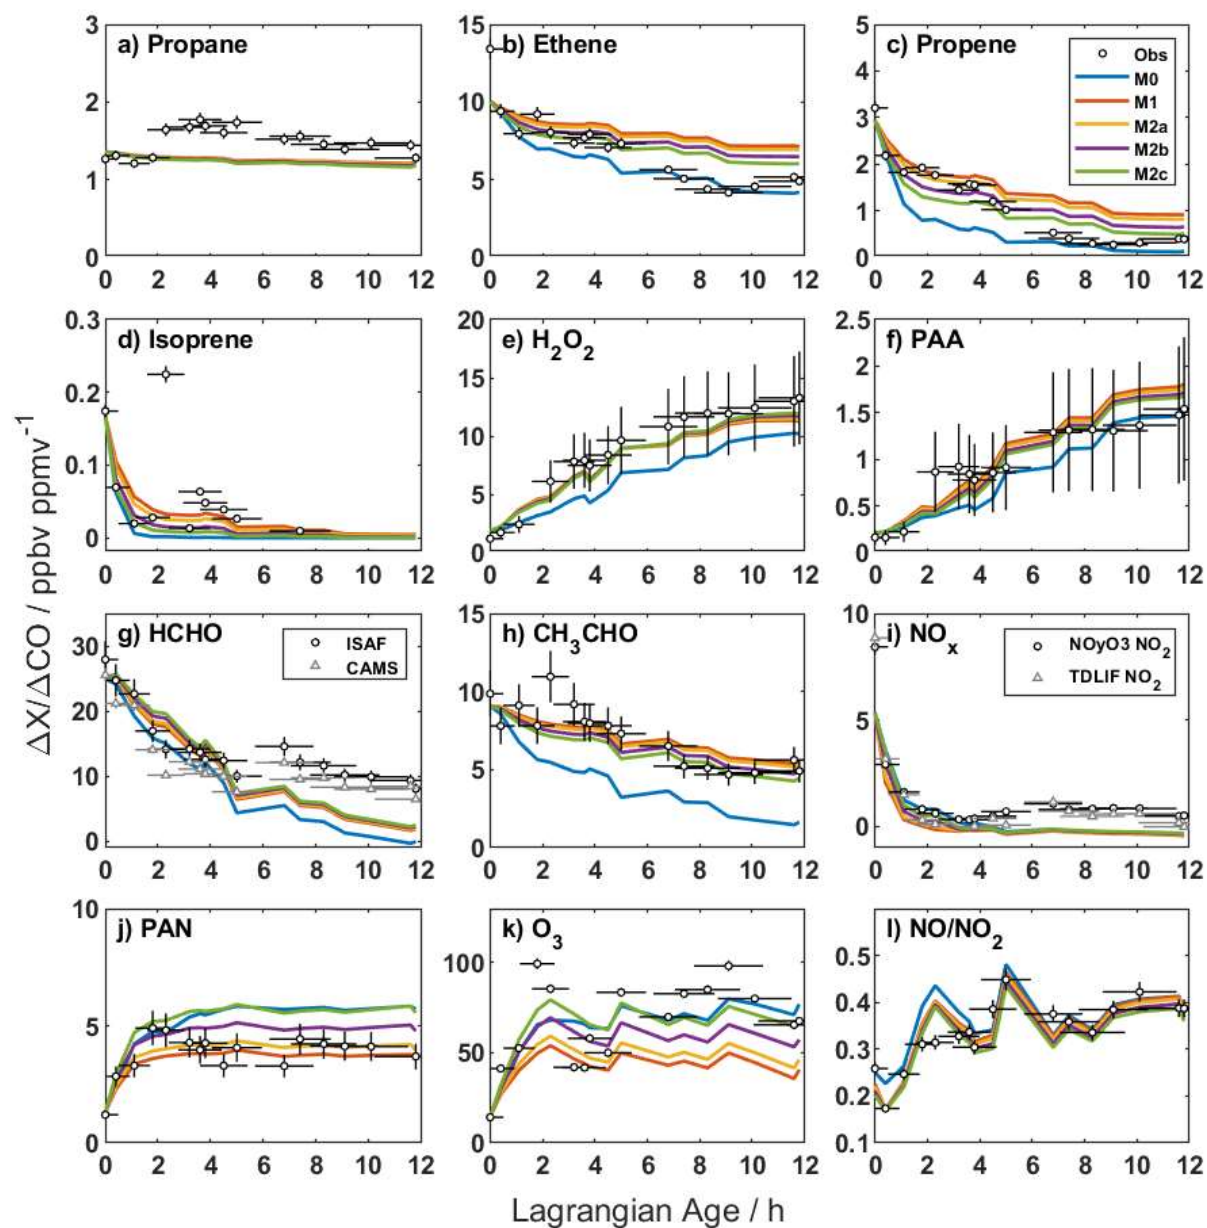 a) Propane
3
2
1
0
0 2 4 6 8 10 12
b) Ethene
15
10
5
0
0 2 4 6 8 10 12
c) Propene
5
4
3
2
1
0
0 2 4 6 8 10 12
Obs
M0
M1
M2a
M2b
M2c
d) Isoprene
0.3
0.2
0.1
0
0 2 4 6 8 10 12
e) H2O2
20
15
10
5
0
0 2 4 6 8 10 12
f) PAA
2.5
2
1.5
1
0.5
0
0 2 4 6 8 10 12
ΔX/ΔCO / ppbv ppmv-1
g) HCHO
30
20
10
0
0 2 4 6 8 10 12
ISAF
CAMS
h) CH3CHO
15
10
5
0
0 2 4 6 8 10 12
i) NOx
10
5
0
0 2 4 6 8 10 12
NOyO3 NO2
TDLIF NO2
j) PAN
10
5
0
0 2 4 6 8 10 12
k) O3
100
50
0
0 2 4 6 8 10 12
l) NO/NO2
0.5
0.4
0.3
0.2
0.1
0 2 4 6 8 10 12
Lagrangian Age / h